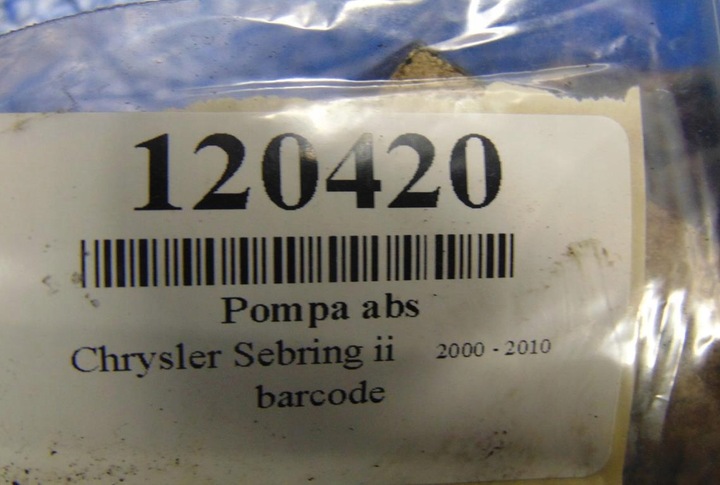 120420
Pompa abs
Chrysler Sebring ii 2000 - 2010
barcode